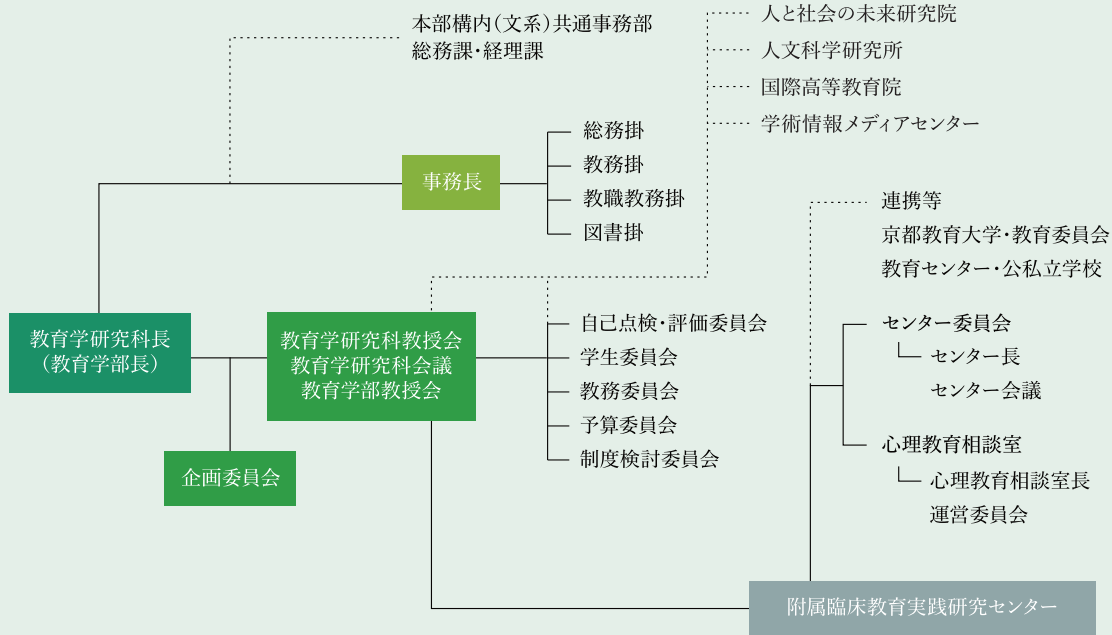 本部構内(文系)共通事務部
総務課・経理課
人と社会の未来研究院
人文科学研究所
国際高等教育院
学術情報メディアセンター
事務長
総務掛
教務掛
教職教務掛
図書掛
連携等
京都教育大学・教育委員会
教育センター・公私立学校
教育学研究科長
(教育学部長)
教育学研究科教授会
教育学研究科会議
教育学部教授会
企画委員会
自己点検・評価委員会
学生委員会
教務委員会
予算委員会
制度検討委員会
センター委員会
センター長
センター会議
心理教育相談室
心理教育相談室長
運営委員会
附属臨床教育実践研究センター